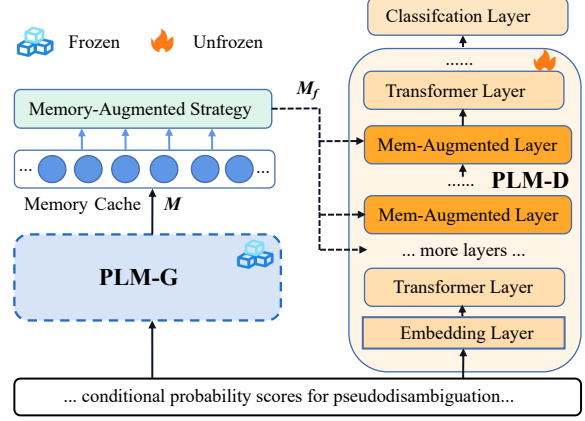 Frozen
Unfrozen
Classifcation Layer
......
Transformer Layer
Mem-Augmented Layer
...... PLM-D
Mem-Augmented Layer
... more layers ...
Transformer Layer
Embedding Layer
Memory-Augmented Strategy
M_f
... ...
Memory Cache M
PLM-G
... conditional probability scores for pseudodisambiguation...